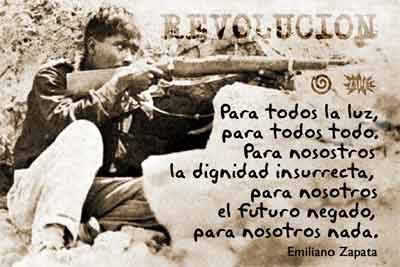 REVOLUCION
Para todos la luz,
para todos todo.
Para nosostros
la dignidad insurrecta,
para nosotros
el futuro negado,
para nosotros nada.
Emiliano Zapata